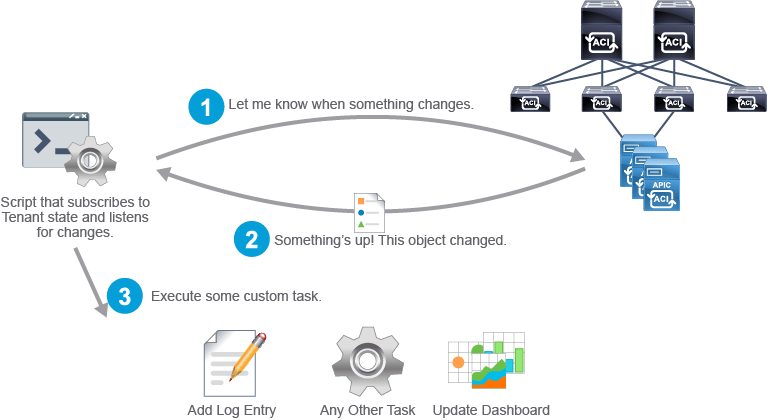 ACI
ACI
ACI
ACI
ACI
ACI
1
Let me know when something changes.
Script that subscribes to
Tenant state and listens
for changes.
APIC
ACI
2
Something's up! This object changed.
3
Execute some custom task.
Add Log Entry
Any Other Task
Update Dashboard